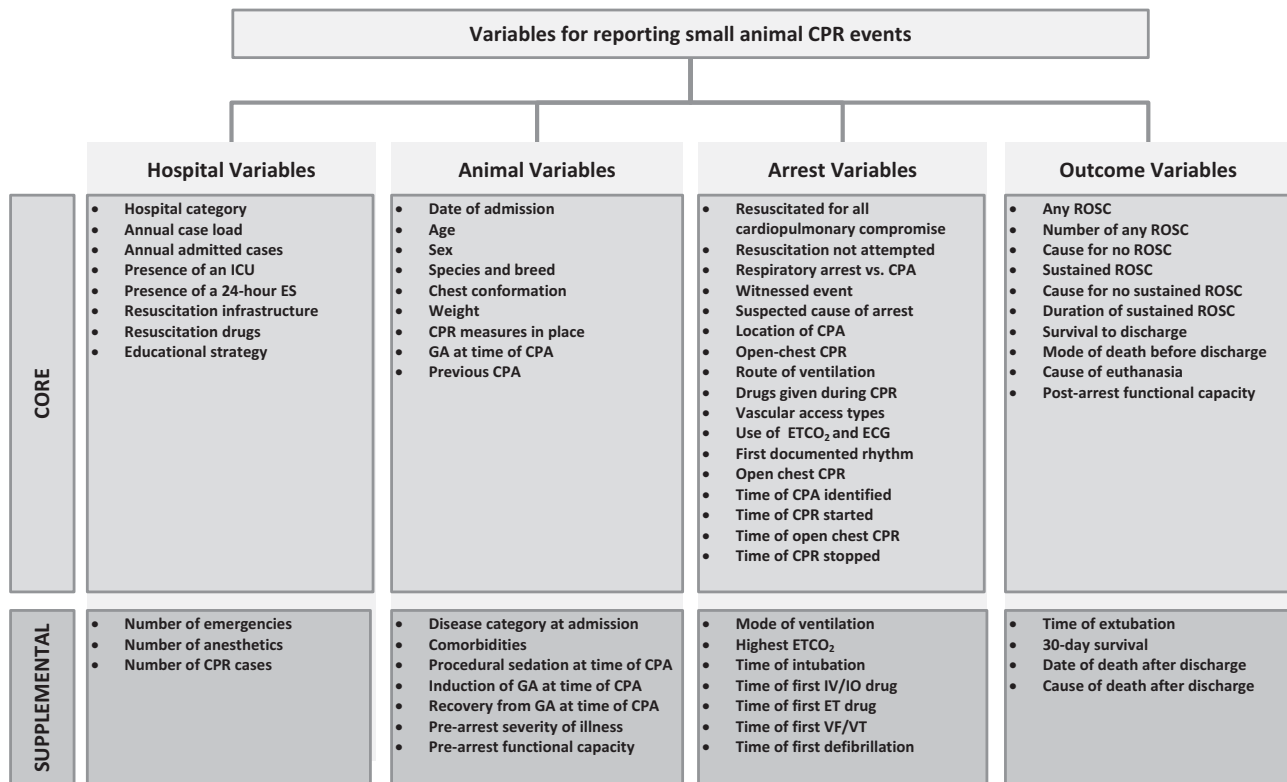 Variables for reporting small animal CPR events
Hospital Variables
Animal Variables
Arrest Variables
Outcome Variables
CORE
• Hospital category
• Annual case load
• Annual admitted cases
• Presence of an ICU
• Presence of a 24-hour ES
• Resuscitation infrastructure
• Resuscitation drugs
• Educational strategy
• Date of admission
• Age
• Sex
• Species and breed
• Chest conformation
• Weight
• CPR measures in place
• GA at time of CPA
• Previous CPA
• Resuscitated for all
cardiopulmonary compromise
• Resuscitation not attempted
• Respiratory arrest vs. CPA
• Witnessed event
• Suspected cause of arrest
• Location of CPA
• Open-chest CPR
• Route of ventilation
• Drugs given during CPR
• Vascular access types
• Use of ETCO₂ and ECG
• First documented rhythm
• Open chest CPR
• Time of CPA identified
• Time of CPR started
• Time of open chest CPR
• Time of CPR stopped
• Any ROSC
• Number of any ROSC
• Cause for no ROSC
• Sustained ROSC
• Cause for no sustained ROSC
• Duration of sustained ROSC
• Survival to discharge
• Mode of death before discharge
• Cause of euthanasia
• Post-arrest functional capacity
SUPPLEMENTAL
• Number of emergencies
• Number of anesthetics
• Number of CPR cases
• Disease category at admission
• Comorbidities
• Procedural sedation at time of CPA
• Induction of GA at time of CPA
• Recovery from GA at time of CPA
• Pre-arrest severity of illness
• Pre-arrest functional capacity
• Mode of ventilation
• Highest ETCO₂
• Time of intubation
• Time of first IV/IO drug
• Time of first ET drug
• Time of first VF/VT
• Time of first defibrillation
• Time of extubation
• 30-day survival
• Date of death after discharge
• Cause of death after discharge